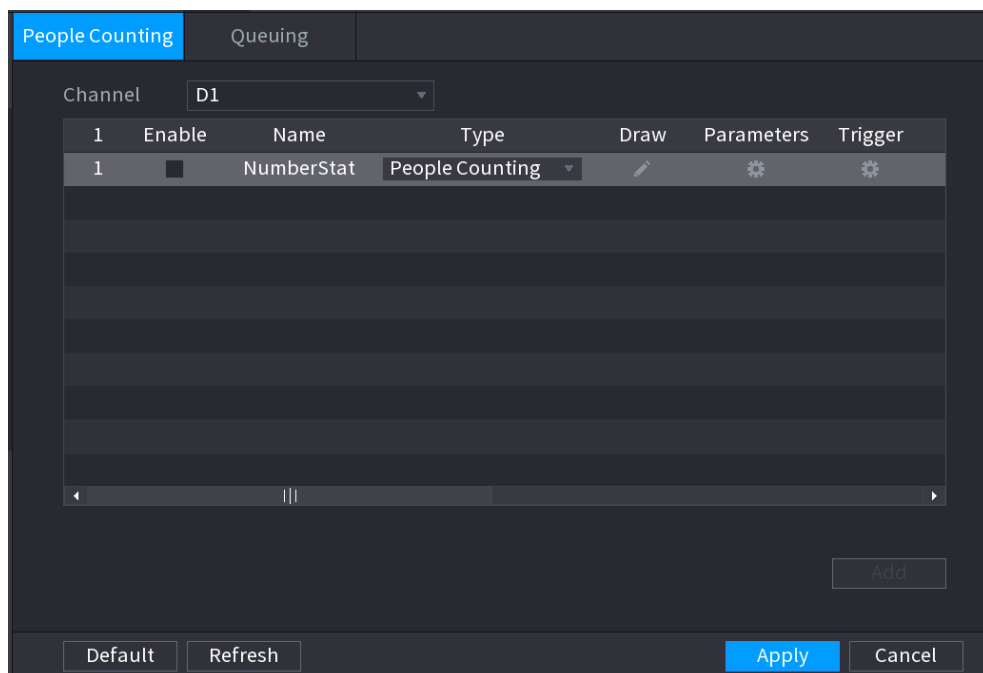 People Counting Queuing
Channel D1
1 Enable Name Type Draw Parameters Trigger
1 NumberStat People Counting
Add
Default Refresh Apply Cancel